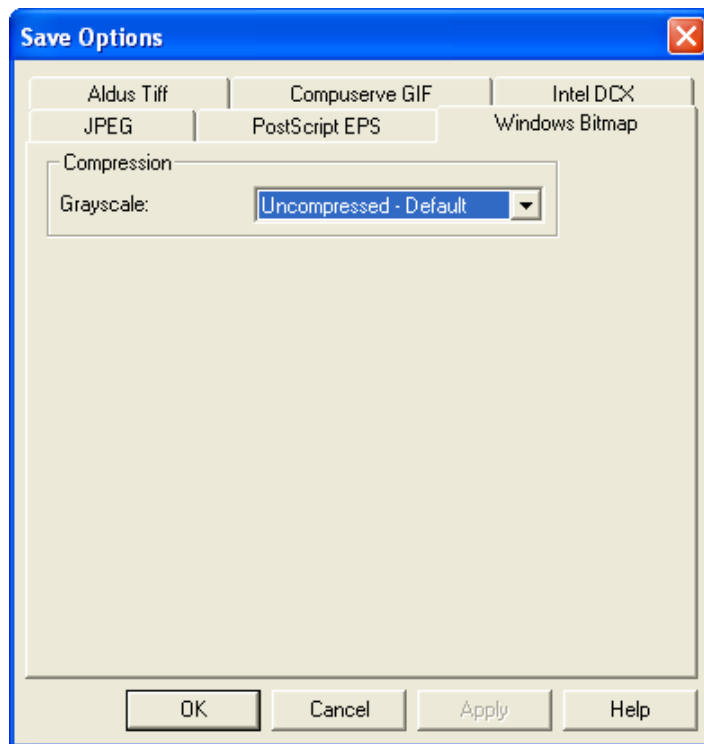 Save Options
Aldus Tiff Compuserve GIF Intel DCX
JPEG PostScript EPS Windows Bitmap
Compression
Grayscale: Uncompressed - Default
OK Cancel Apply Help